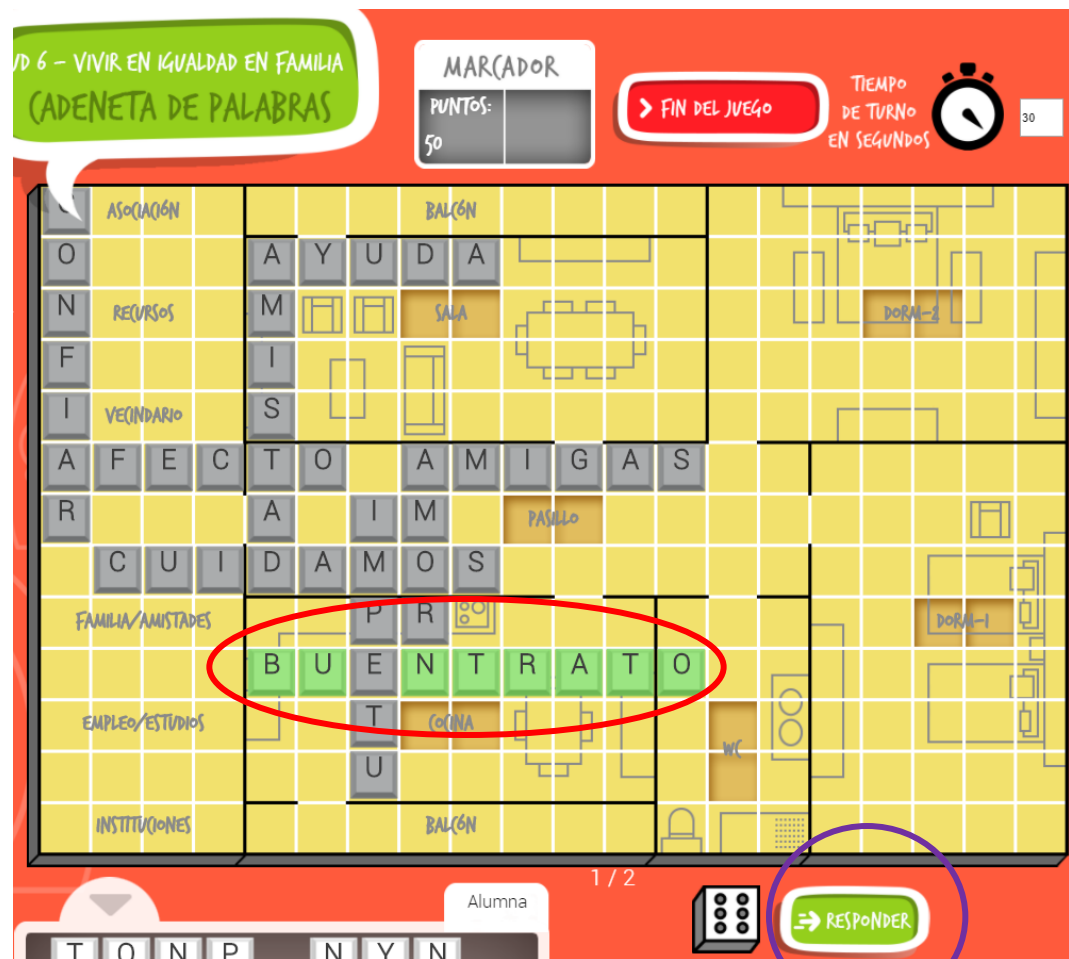 UD 6 – VIVIR EN IGUALDAD EN FAMILIA
CADENETA DE PALABRAS
MARCADOR
PUNTOS:
50
> FIN DEL JUEGO
TIEMPO
DE TURNO
EN SEGUNDOS
30
ASOCIACIÓN
BALCÓN
O A Y U D A
N RECURSOS M SALA DORM-2
F I
I VECINDARIO S
A F E C T O A M I G A S
R A I M PASILLO
C U I D A M O S
FAMILIA/AMISTADES P R DORM-1
B U E N T R A T O
EMPLEO/ESTUDIOS T COCINA WC
U
INSTITUCIONES BALCÓN
1 / 2
Alumna
RESPONDER
T O N P N Y N